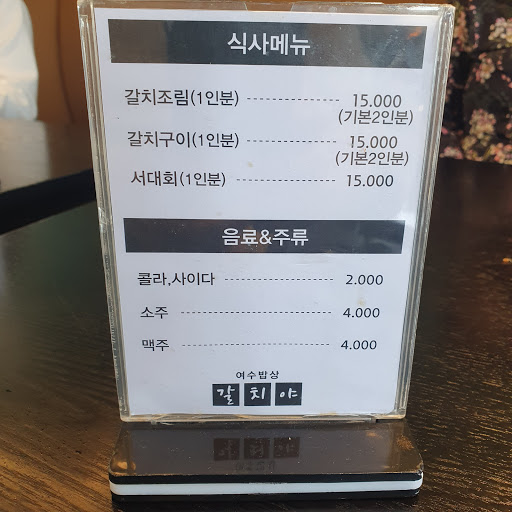 식사메뉴
갈치조림(1인분) 15.000
(기본2인분)
갈치구이(1인분) 15.000
(기본2인분)
서대회(1인분) 15.000
음료&주류
콜라,사이다 2.000
소주 4.000
맥주 4.000
여수밥상
갈치야